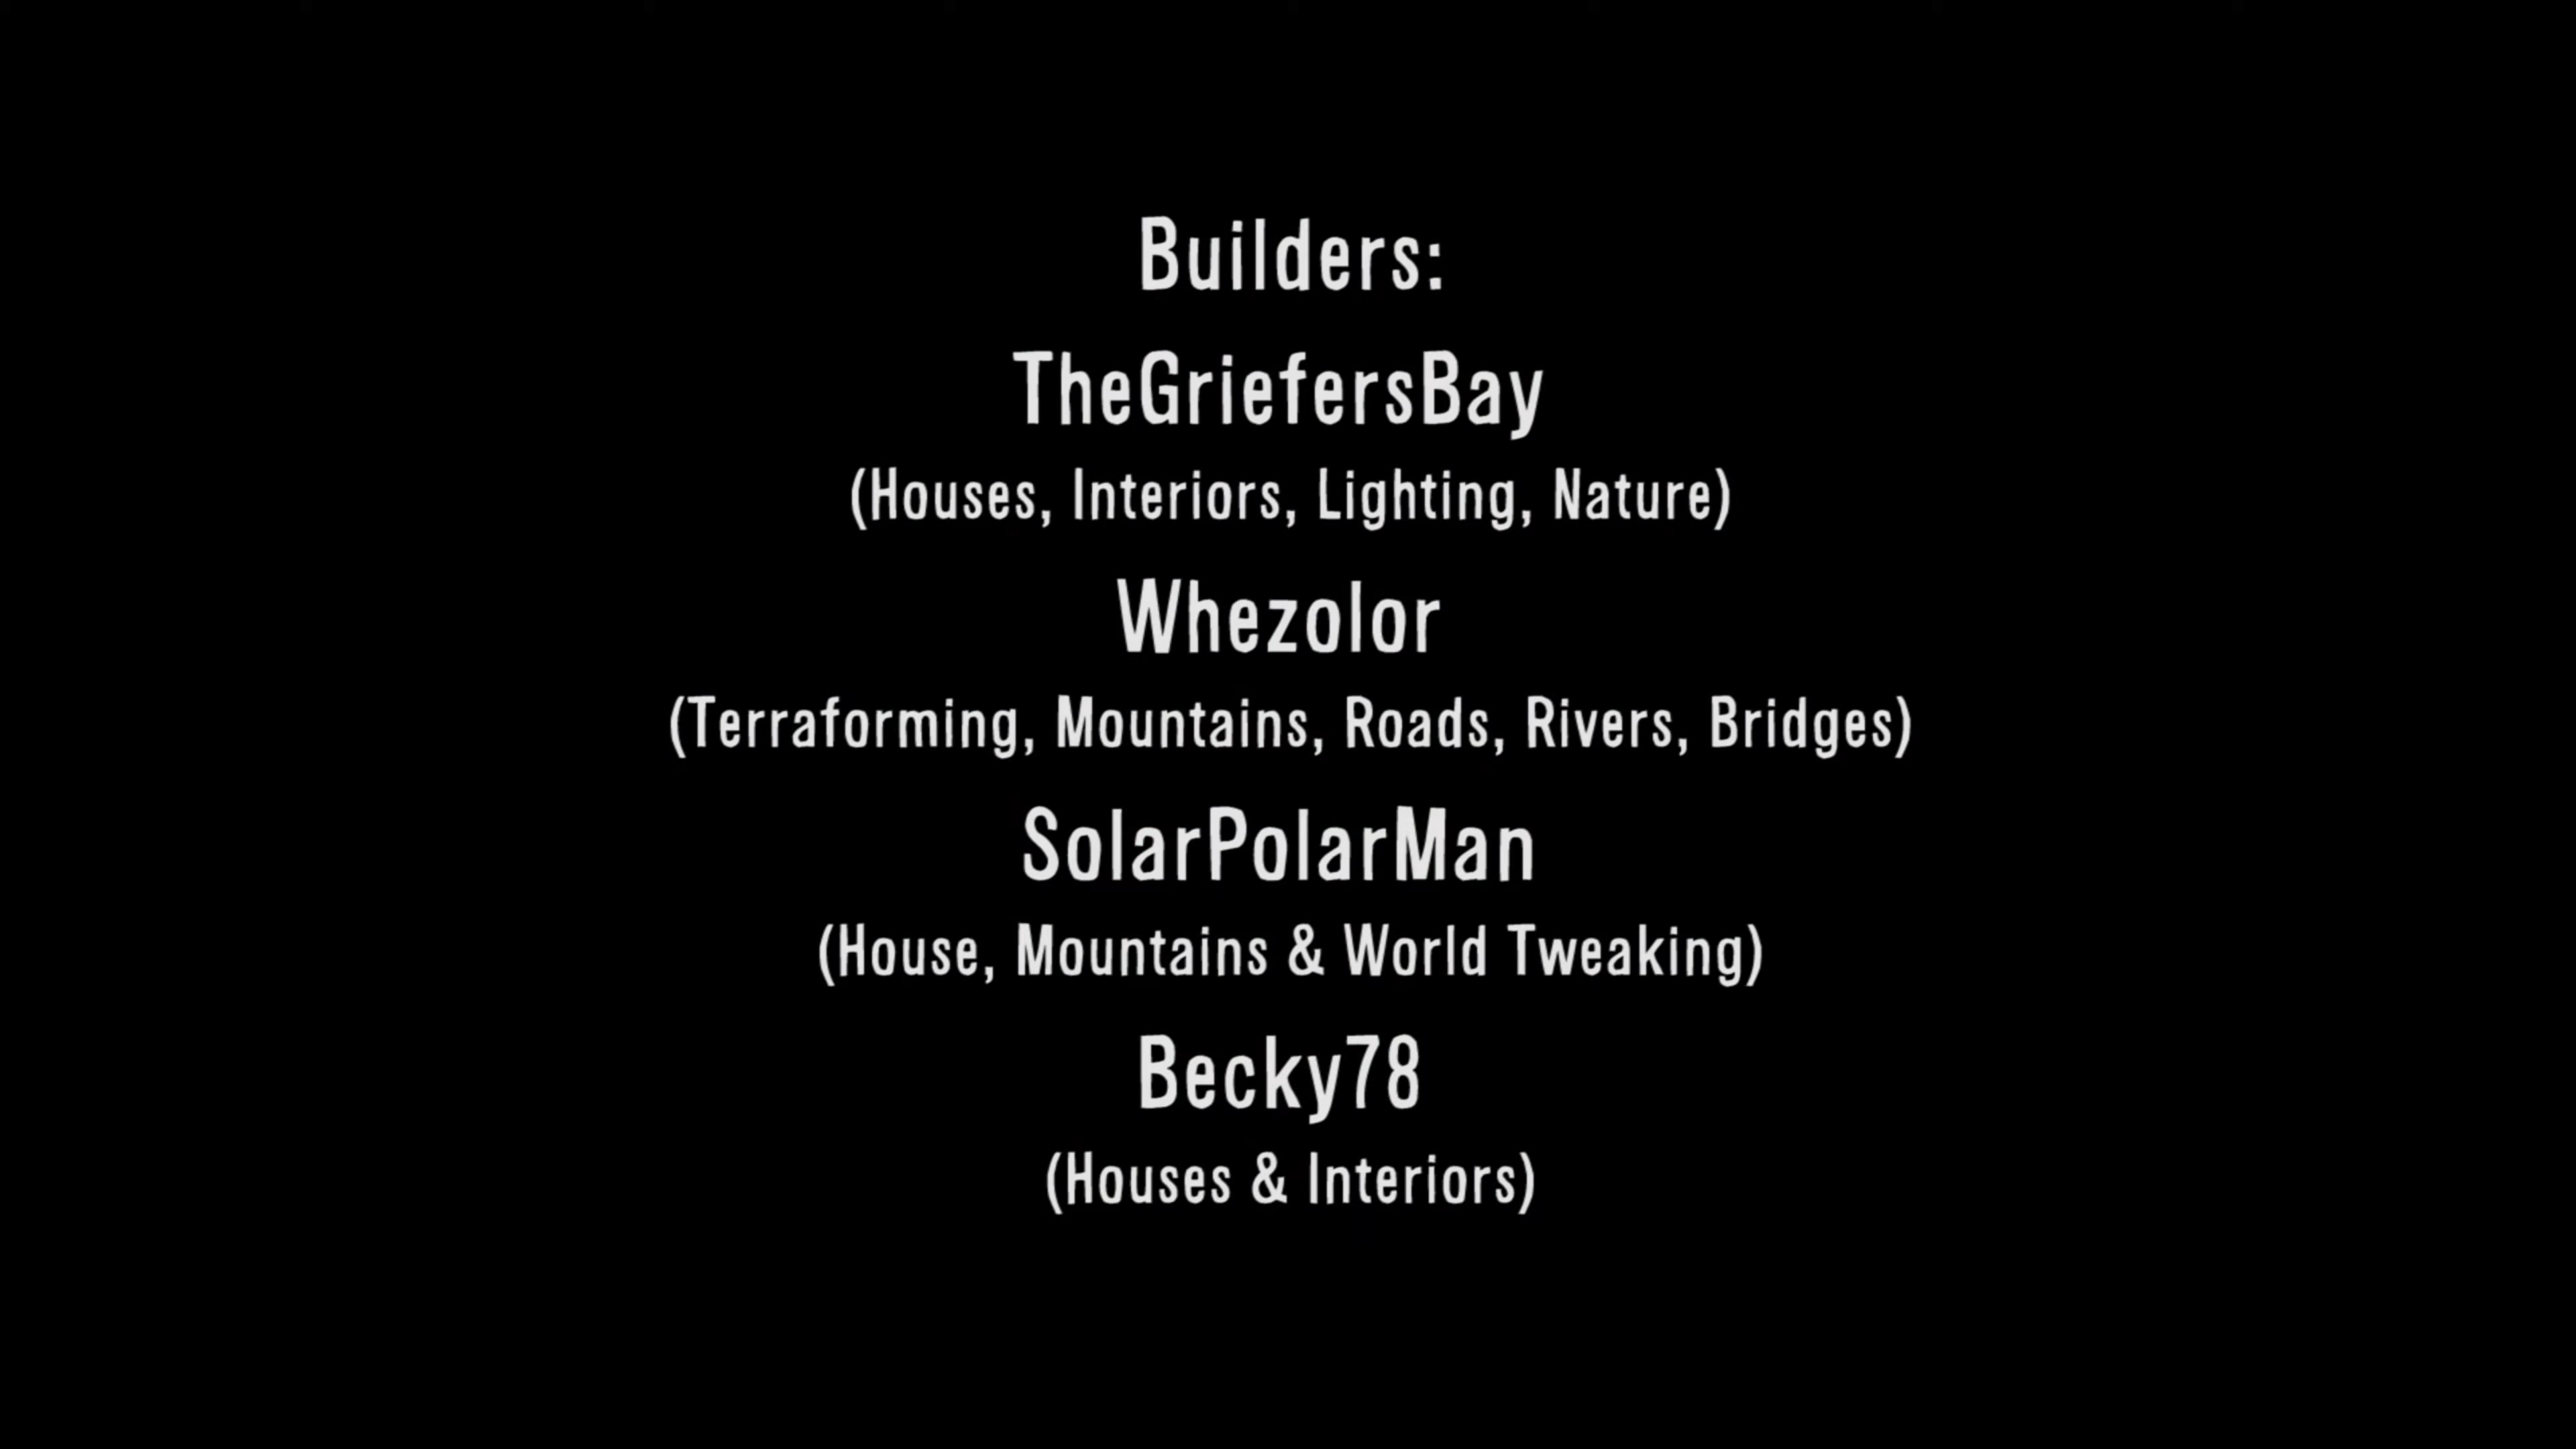 Builders:
TheGriefersBay
(Houses, Interiors, Lighting, Nature)
Whezolor
(Terraforming, Mountains, Roads, Rivers, Bridges)
SolarPolarMan
(House, Mountains & World Tweaking)
Becky78
(Houses & Interiors)